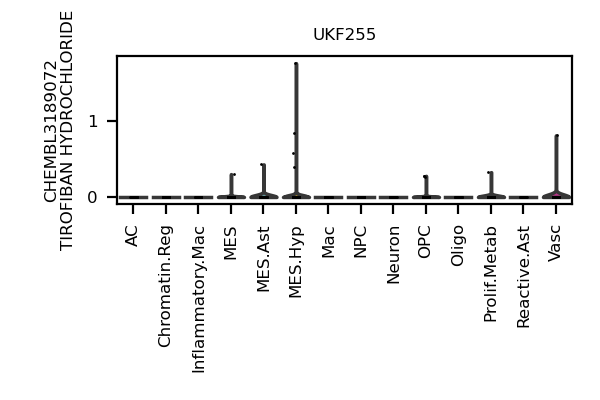 UKF255
CHEMBL3189072
TIROFIBAN HYDROCHLORIDE
1
0
AC
Chromatin.Reg
Inflammatory.Mac
MES
MES.Ast
MES.Hyp
Mac
NPC
Neuron
OPC
Oligo
Prolif.Metab
Reactive.Ast
Vasc